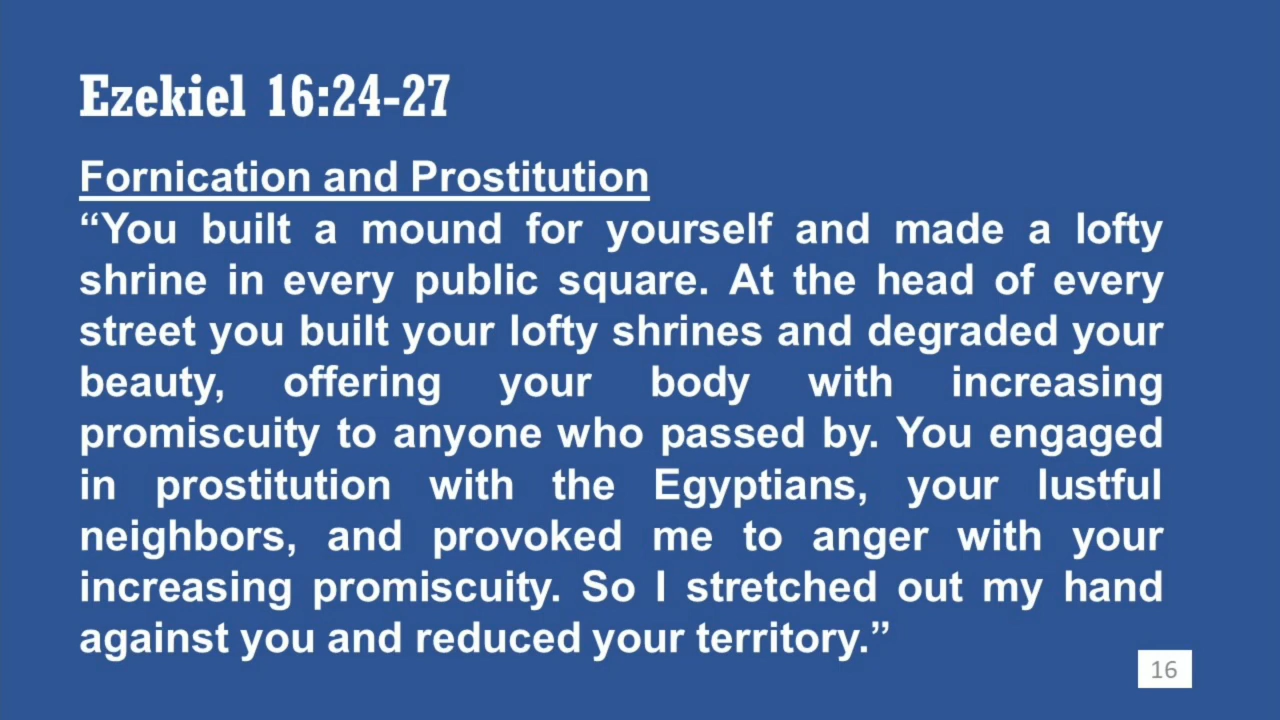 Ezekiel 16:24-27
Fornication and Prostitution
“You built a mound for yourself and made a lofty
shrine in every public square. At the head of every
street you built your lofty shrines and degraded your
beauty, offering your body with increasing
promiscuity to anyone who passed by. You engaged
in prostitution with the Egyptians, your lustful
neighbors, and provoked me to anger with your
increasing promiscuity. So I stretched out my hand
against you and reduced your territory.”
16